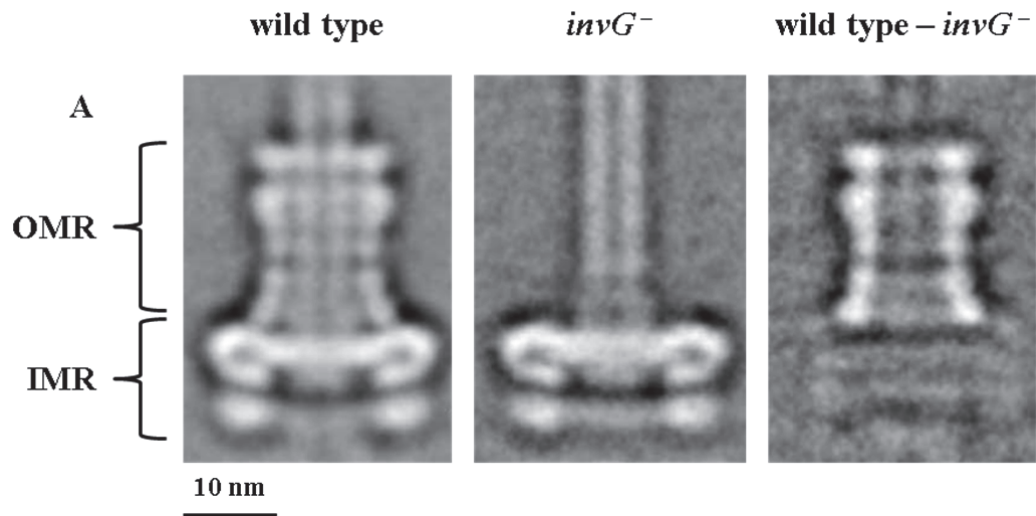 wild type invG⁻ wild type – invG⁻
A
OMR
IMR
10 nm